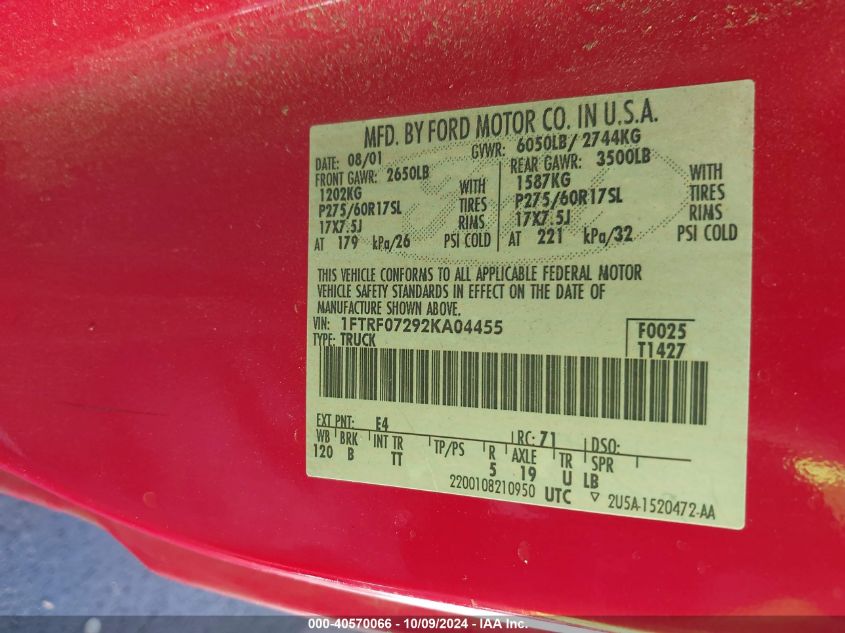 MFD. BY FORD MOTOR CO. IN U.S.A.
DATE: 08/01 GVWR: 6050LB/ 2744KG
FRONT GAWR: 2650LB REAR GAWR: 3500LB
1202KG WITH 1587KG WITH
P275/60R17SL TIRES P275/60R17SL TIRES
17X7.5J RIMS 17X7.5J RIMS
AT 179 kPa/26 PSI COLD AT 221 kPa/32 PSI COLD
THIS VEHICLE CONFORMS TO ALL APPLICABLE FEDERAL MOTOR
VEHICLE SAFETY STANDARDS IN EFFECT ON THE DATE OF
MANUFACTURE SHOWN ABOVE.
VIN: 1FTRF07292KA04455 F0025
TYPE: TRUCK T1427
EXT PNT: E4 RC: 71 DSO:
WB BRK INT TR TP/PS R AXLE TR SPR
120 B TT 5 19 U LB
2200108210950 UTC ▽ 2U5A-1520472-AA
000-40570066 - 10/09/2024 - IAAI.com